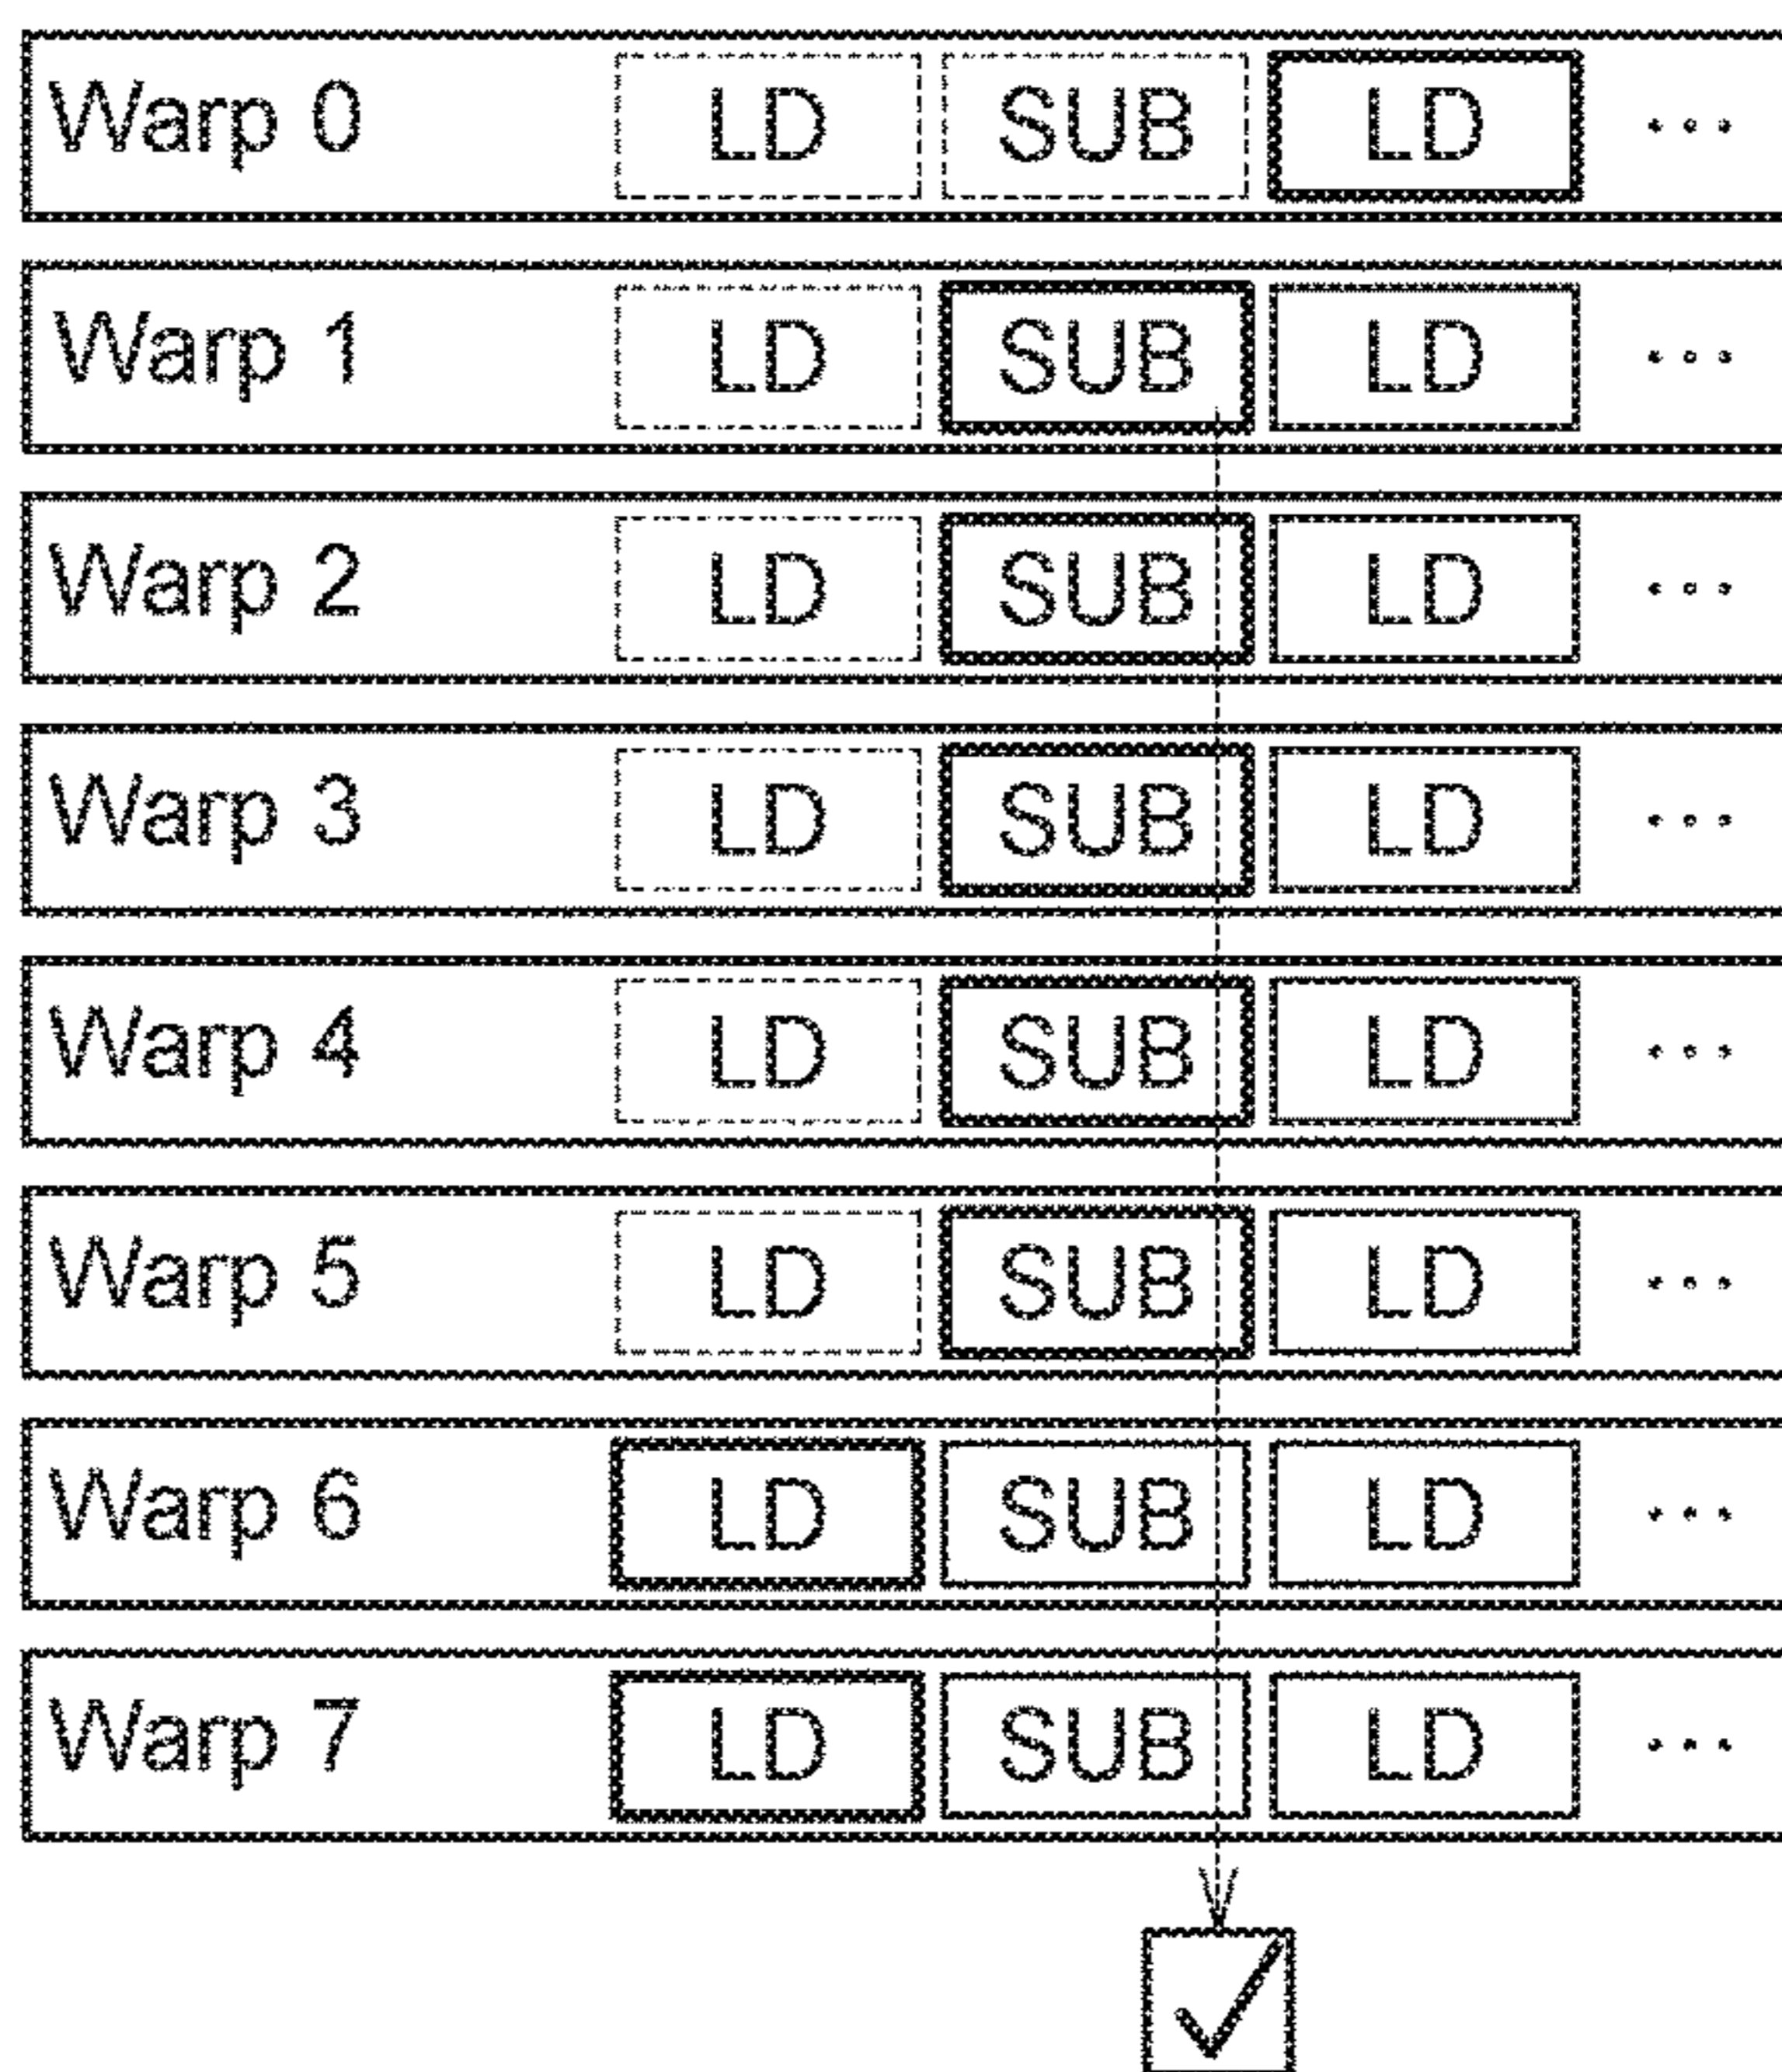 Warp 0 LD SUB LD ...
Warp 1 LD SUB LD ...
Warp 2 LD SUB LD ...
Warp 3 LD SUB LD ...
Warp 4 LD SUB LD ...
Warp 5 LD SUB LD ...
Warp 6 LD SUB LD ...
Warp 7 LD SUB LD ...